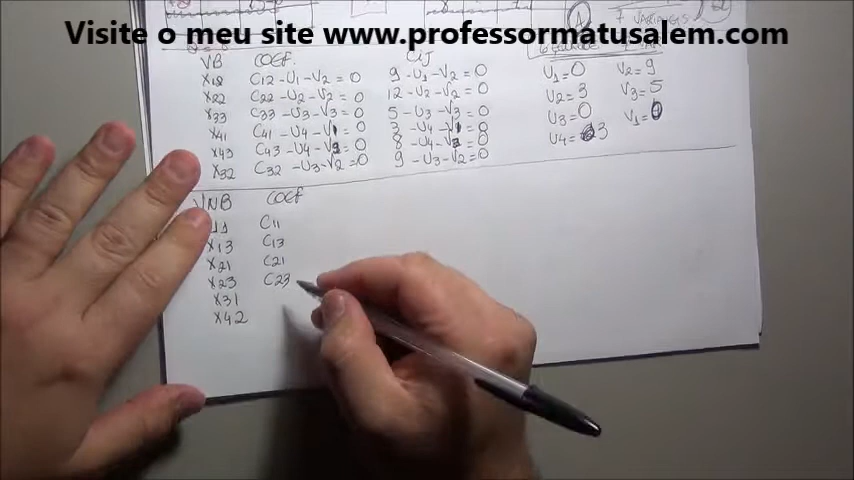 Visite o meu site www.professormatusalem.com
7 VARIÁVEIS
VB COEF. Cij
X12 C12-U1-V2=0 9-U1-V2=0 U1=0 V2=9
X22 C22-U2-V2=0 12-U2-V2=0 U2=3 V3=5
X33 C33-U3-V3=0 5-U3-V3=0 U3=0 V1=0
X41 C41-U4-V1=0 3-U4-V1=0 U4=3
X43 C43-U4-V3=0 8-U4-V3=0
X32 C32-U3-V2=0 9-U3-V2=0
VNB COEF
11 C11
X13 C13
X21 C21
X23 C23
X31
X42